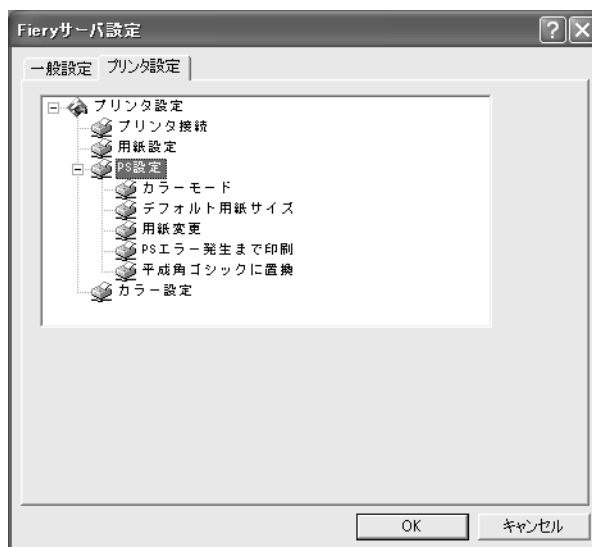 Fieryサーバ設定
一般設定 プリンタ設定
プリンタ設定
プリンタ接続
用紙設定
PS設定
カラーモード
デフォルト用紙サイズ
用紙変更
PSエラー発生まで印刷
平成角ゴシックに置換
カラー設定
OK キャンセル